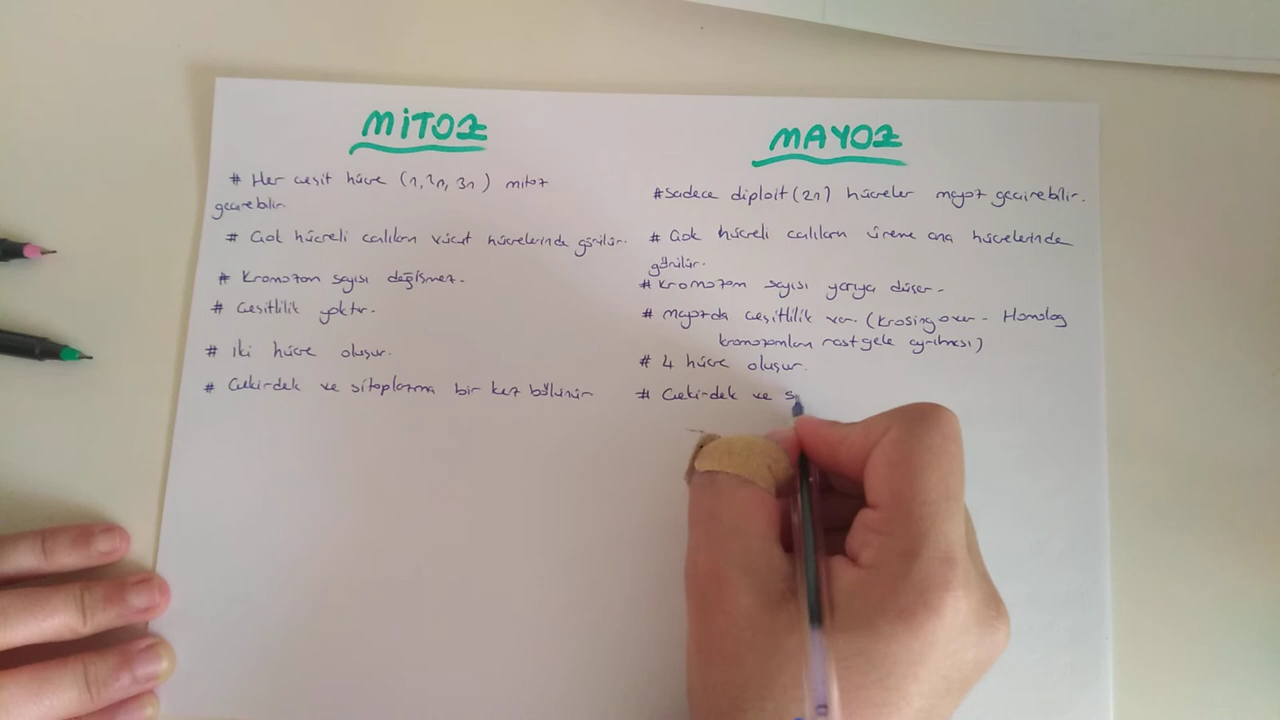 MİTOZ
# Her çeşit hücre (n, 2n, 3n) mitoz
geçirebilir.
# Çok hücreli canlıların vücut hücrelerinde görülür.
# Kromozom sayısı değişmez.
# Çeşitlilik yoktur.
# İki hücre oluşur.
# Çekirdek ve sitoplazma bir kez bölünür
MAYOZ
#Sadece diploit (2n) hücreler mayoz geçirebilir.
# Çok hücreli canlıların üreme ana hücrelerinde
görülür.
# Kromozom sayısı yarıya düşer.
# mayozda çeşitlilik var. (Krosing over - Homolog
kromozomların rastgele ayrılması)
# 4 hücre oluşur.
# Çekirdek ve s